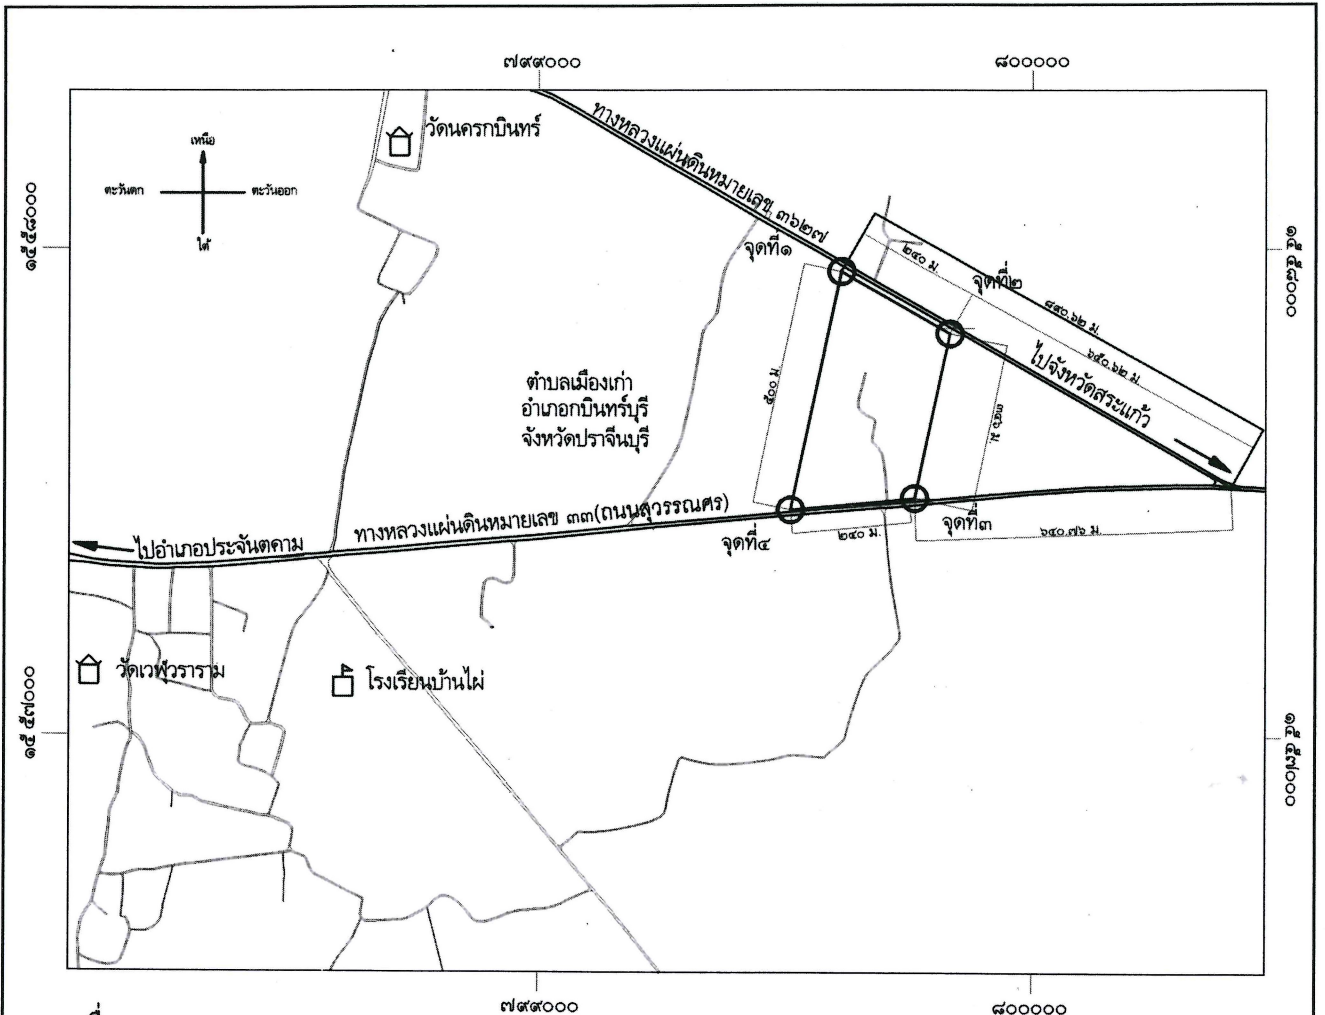 ๗๙๙๐๐๐
๘๐๐๐๐๐
วัดนครกบินทร์
ทางหลวงแผ่นดินหมายเลข ๓๖๒๗
เหนือ
ตะวันตก
ตะวันออก
ใต้
๑๕๕๘๐๐๐
๑๕๕๘๐๐๐
จุดที่๑
๒๔๐ ม.
จุดที่๒
๘๙๐.๖๒ ม.
๖๕๐.๖๒ ม.
ไปจังหวัดสระแก้ว
ตำบลเมืองเก่า
อำเภอกบินทร์บุรี
จังหวัดปราจีนบุรี
๕๐๐ ม.
๓๔๖ ม.
ทางหลวงแผ่นดินหมายเลข ๓๓(ถนนสุวรรณศร)
ไปอำเภอประจันตคาม
จุดที่๔
๒๔๐ ม.
จุดที่๓
๖๔๐.๗๖ ม.
วัดเวฬุวราราม
โรงเรียนบ้านไผ่
๑๕๕๗๐๐๐
๑๕๕๗๐๐๐
๗๙๙๐๐๐
๘๐๐๐๐๐